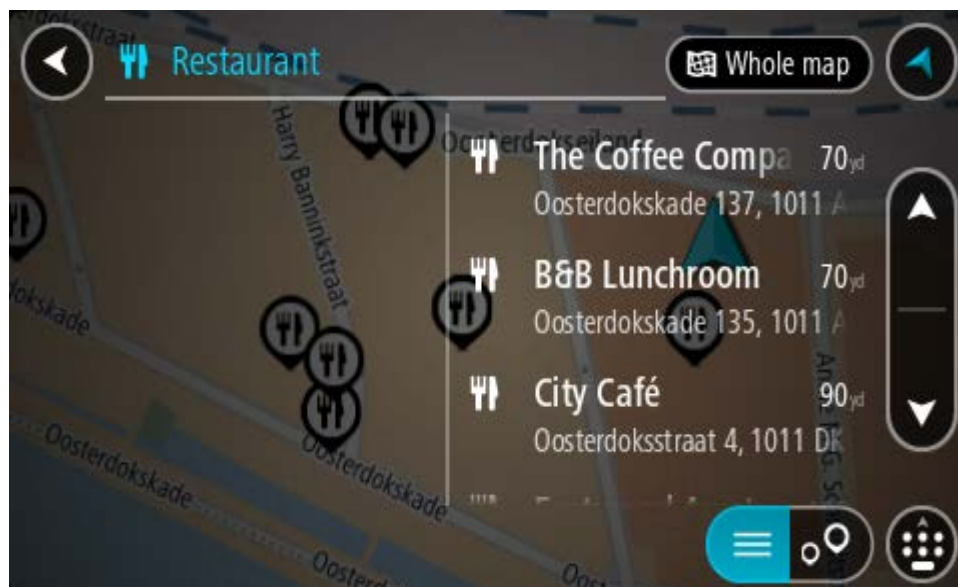 Restaurant
Whole map
Harry Banninkstraat
Oosterdokseiland
The Coffee Compa 70yd
Oosterdokskade 137, 1011 A
B&B Lunchroom 70yd
Oosterdokskade 135, 1011 A
City Café 90yd
Oosterdoksstraat 4, 1011 DK
Oosterdokskade
Oosterdokskade